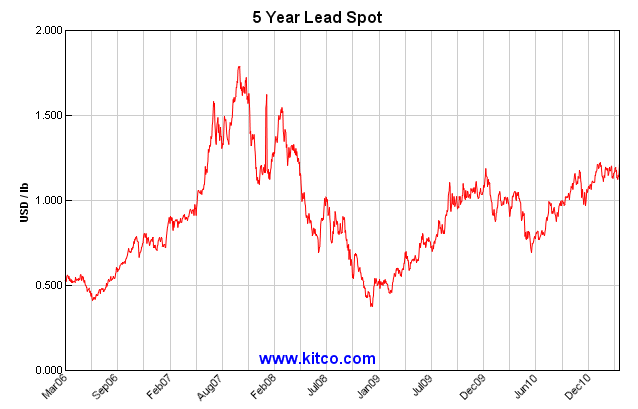 5 Year Lead Spot
2.000
1.500
1.000
0.500
0.000
USD / lb
www.kitco.com
Mar06
Sep06
Feb07
Aug07
Feb08
Jul08
Jan09
Jul09
Dec09
Jun10
Dec10